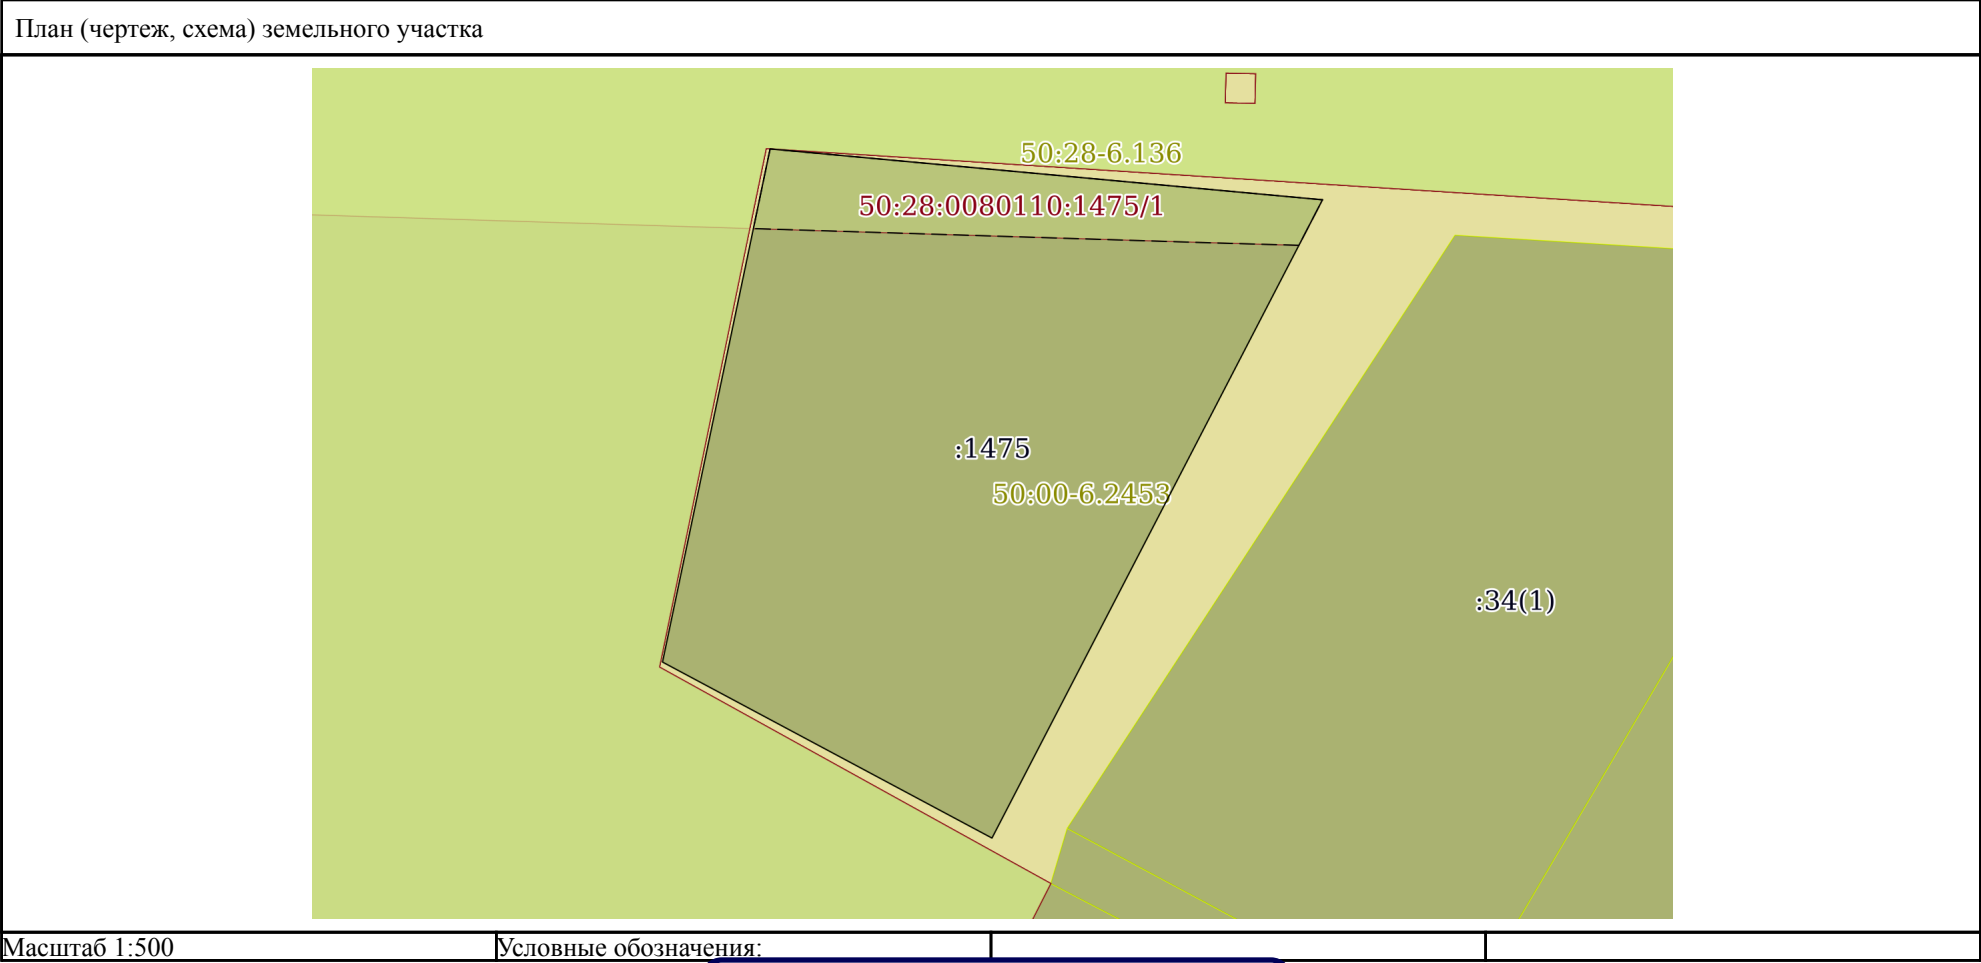 План (чертеж, схема) земельного участка
50:28-6.136
50:28:0080110:1475/1
:1475
50:00-6.2453
:34(1)
Масштаб 1:500
Условные обозначения: